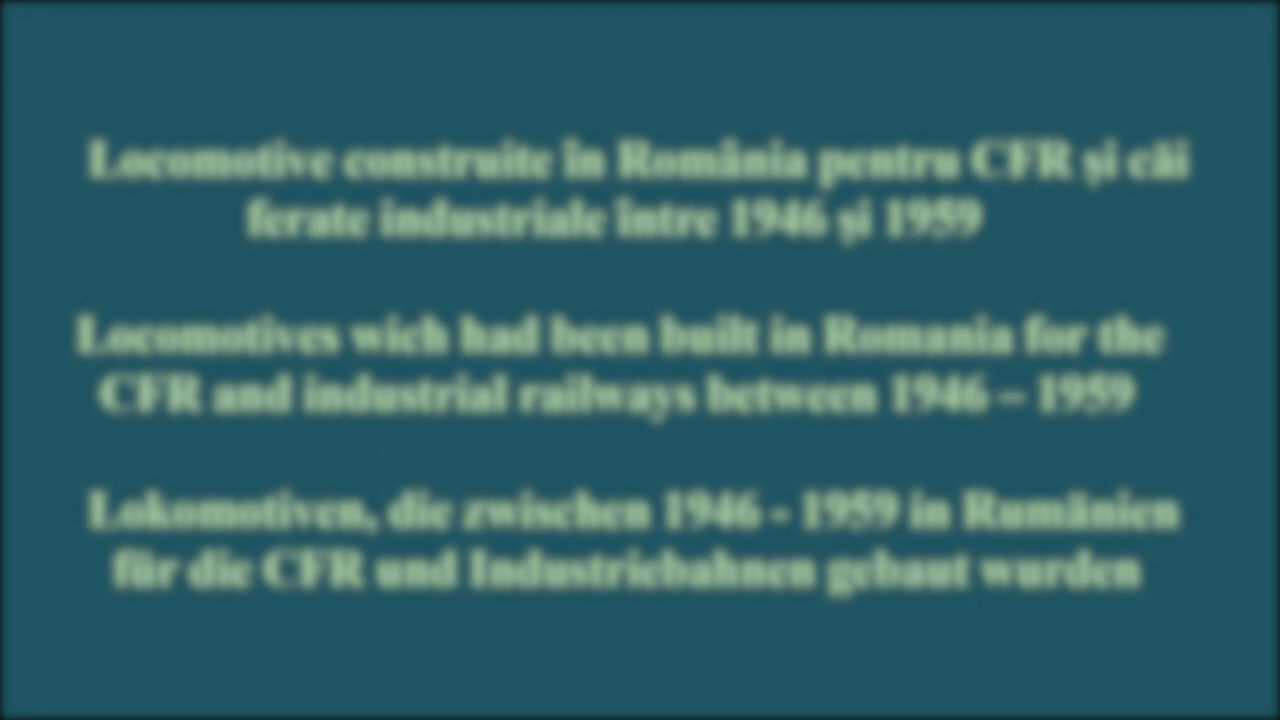 Locomotive construite în România pentru CFR și căi
ferate industriale între 1946 și 1959
Locomotives wich had been built in Romania for the
CFR and industrial railways between 1946 – 1959
Lokomotiven, die zwischen 1946 - 1959 in Rumänien
für die CFR und Industriebahnen gebaut wurden